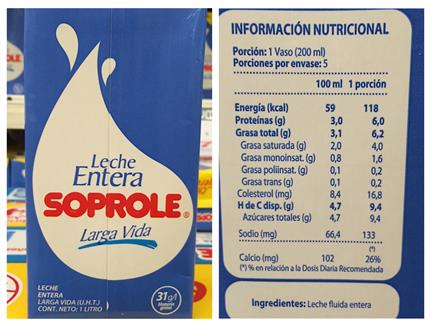 Leche
Entera
SOPROLE®
Larga Vida
LECHE
ENTERA
LARGA VIDA (U.H.T.)
CONT. NETO: 1 LITRO
31g/l
Materia
grasa
INFORMACIÓN NUTRICIONAL
Porción: 1 Vaso (200 ml)
Porciones por envase: 5
100 ml 1 porción
Energía (kcal) 59 118
Proteínas (g) 3,0 6,0
Grasa total (g) 3,1 6,2
Grasa saturada (g) 2,0 4,0
Grasa monoinsat. (g) 0,8 1,6
Grasa poliinsat. (g) 0,1 0,2
Grasa trans (g) 0,1 0,2
Colesterol (mg) 8,4 16,8
H de C disp. (g) 4,7 9,4
Azúcares totales (g) 4,7 9,4
Sodio (mg) 66,4 133
(*)
Calcio (mg) 102 26%
(*) % en relación a la Dosis Diaria Recomendada
Ingredientes: Leche fluida entera